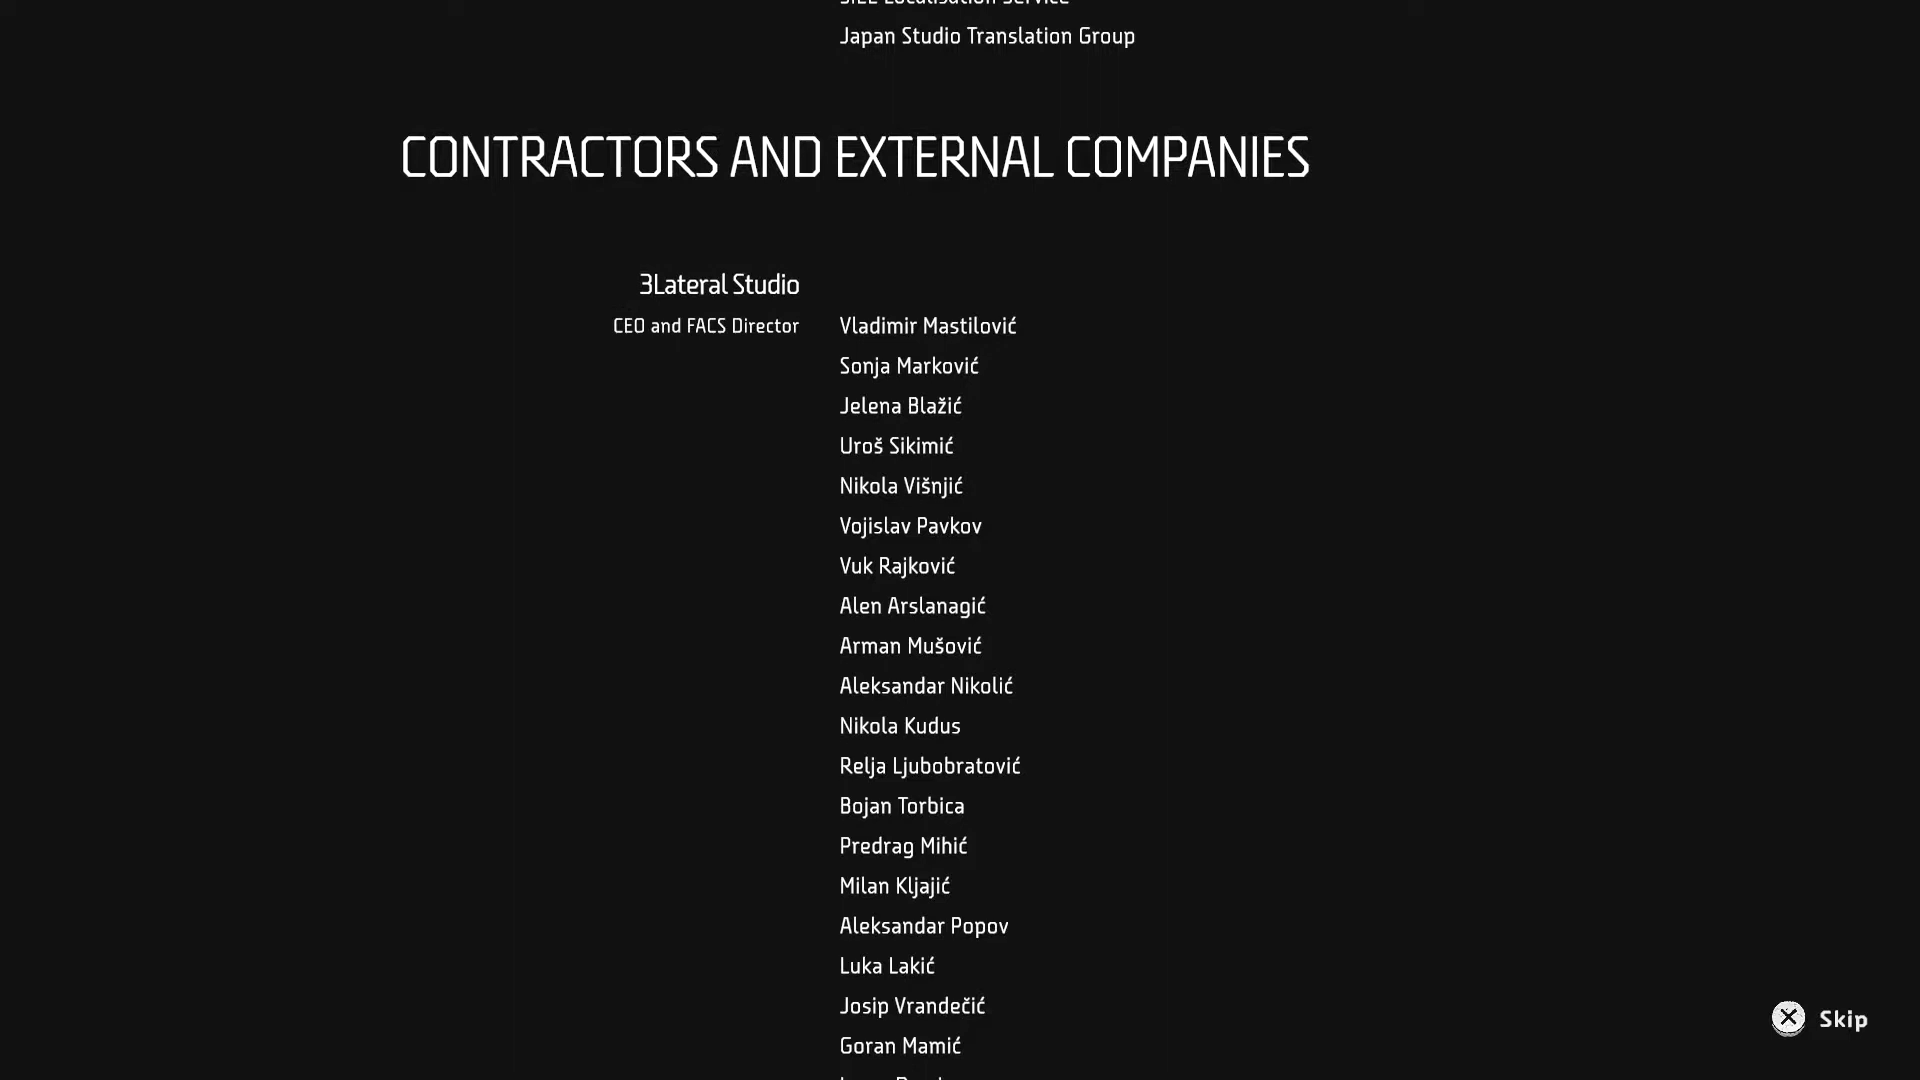 Japan Studio Translation Group
CONTRACTORS AND EXTERNAL COMPANIES
3Lateral Studio
CEO and FACS Director Vladimir Mastilović
Sonja Marković
Jelena Blažić
Uroš Sikimić
Nikola Višnjić
Vojislav Pavkov
Vuk Rajković
Alen Arslanagić
Arman Mušović
Aleksandar Nikolić
Nikola Kudus
Relja Ljubobratović
Bojan Torbica
Predrag Mihić
Milan Kljajić
Aleksandar Popov
Luka Lakić
Josip Vrandečić
Goran Mamić
Skip